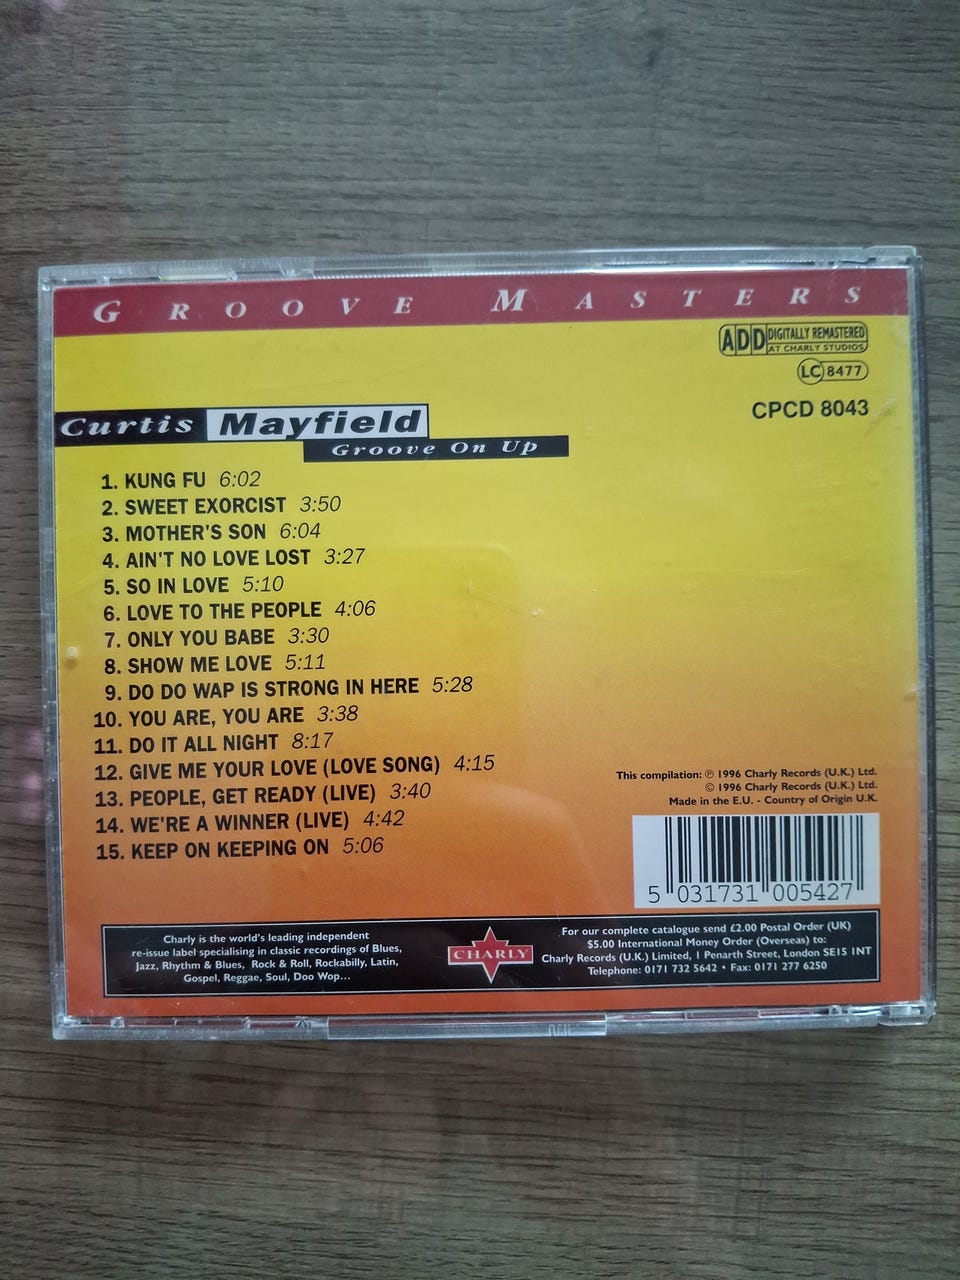 GROOVE MASTERS
ADD DIGITALLY REMASTERED
AT CHARLY STUDIOS
LC 8477
CPCD 8043
Curtis Mayfield
Groove On Up
1. KUNG FU 6:02
2. SWEET EXORCIST 3:50
3. MOTHER'S SON 6:04
4. AIN'T NO LOVE LOST 3:27
5. SO IN LOVE 5:10
6. LOVE TO THE PEOPLE 4:06
7. ONLY YOU BABE 3:30
8. SHOW ME LOVE 5:11
9. DO DO WAP IS STRONG IN HERE 5:28
10. YOU ARE, YOU ARE 3:38
11. DO IT ALL NIGHT 8:17
12. GIVE ME YOUR LOVE (LOVE SONG) 4:15
13. PEOPLE, GET READY (LIVE) 3:40
14. WE'RE A WINNER (LIVE) 4:42
15. KEEP ON KEEPING ON 5:06
This compilation: ℗ 1996 Charly Records (U.K.) Ltd.
© 1996 Charly Records (U.K.) Ltd.
Made in the E.U. - Country of Origin U.K.
5 031731 005427
Charly is the world's leading independent
re-issue label specialising in classic recordings of Blues,
Jazz, Rhythm & Blues, Rock & Roll, Rockabilly, Latin,
Gospel, Reggae, Soul, Doo Wop...
CHARLY
For our complete catalogue send £2.00 Postal Order (UK)
$5.00 International Money Order (Overseas) to:
Charly Records (U.K.) Limited, 1 Penarth Street, London SE15 1NT
Telephone: 0171 732 5642 • Fax: 0171 277 6250